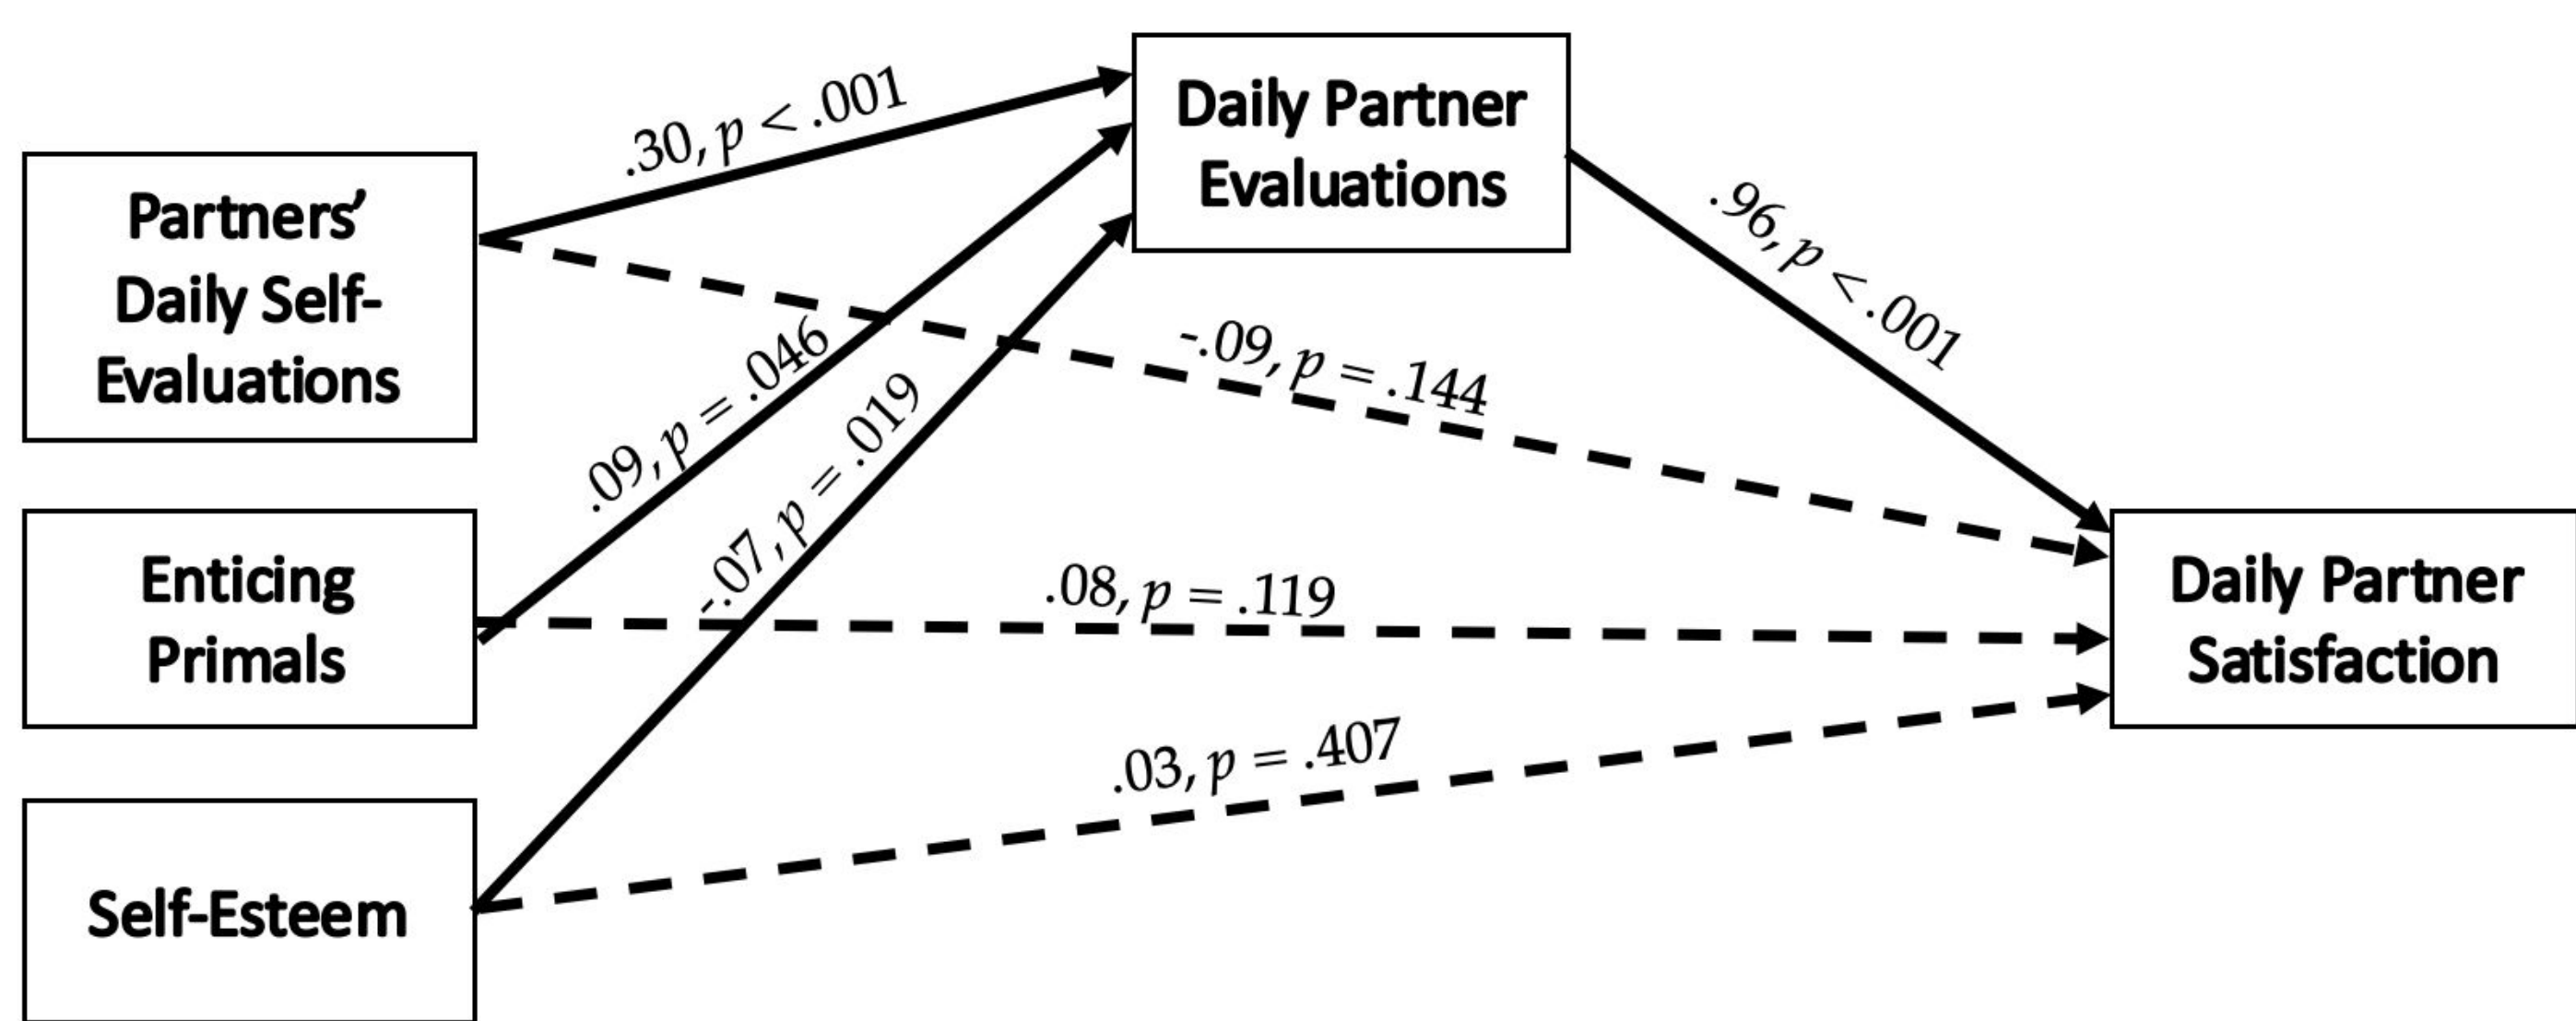 Partners’
Daily Self-
Evaluations
Enticing
Primals
Self-Esteem
.30, p < .001
.09, p = .046
-.07, p = .019
Daily Partner
Evaluations
-.09, p = .144
.08, p = .119
.03, p = .407
.96, p < .001
Daily Partner
Satisfaction